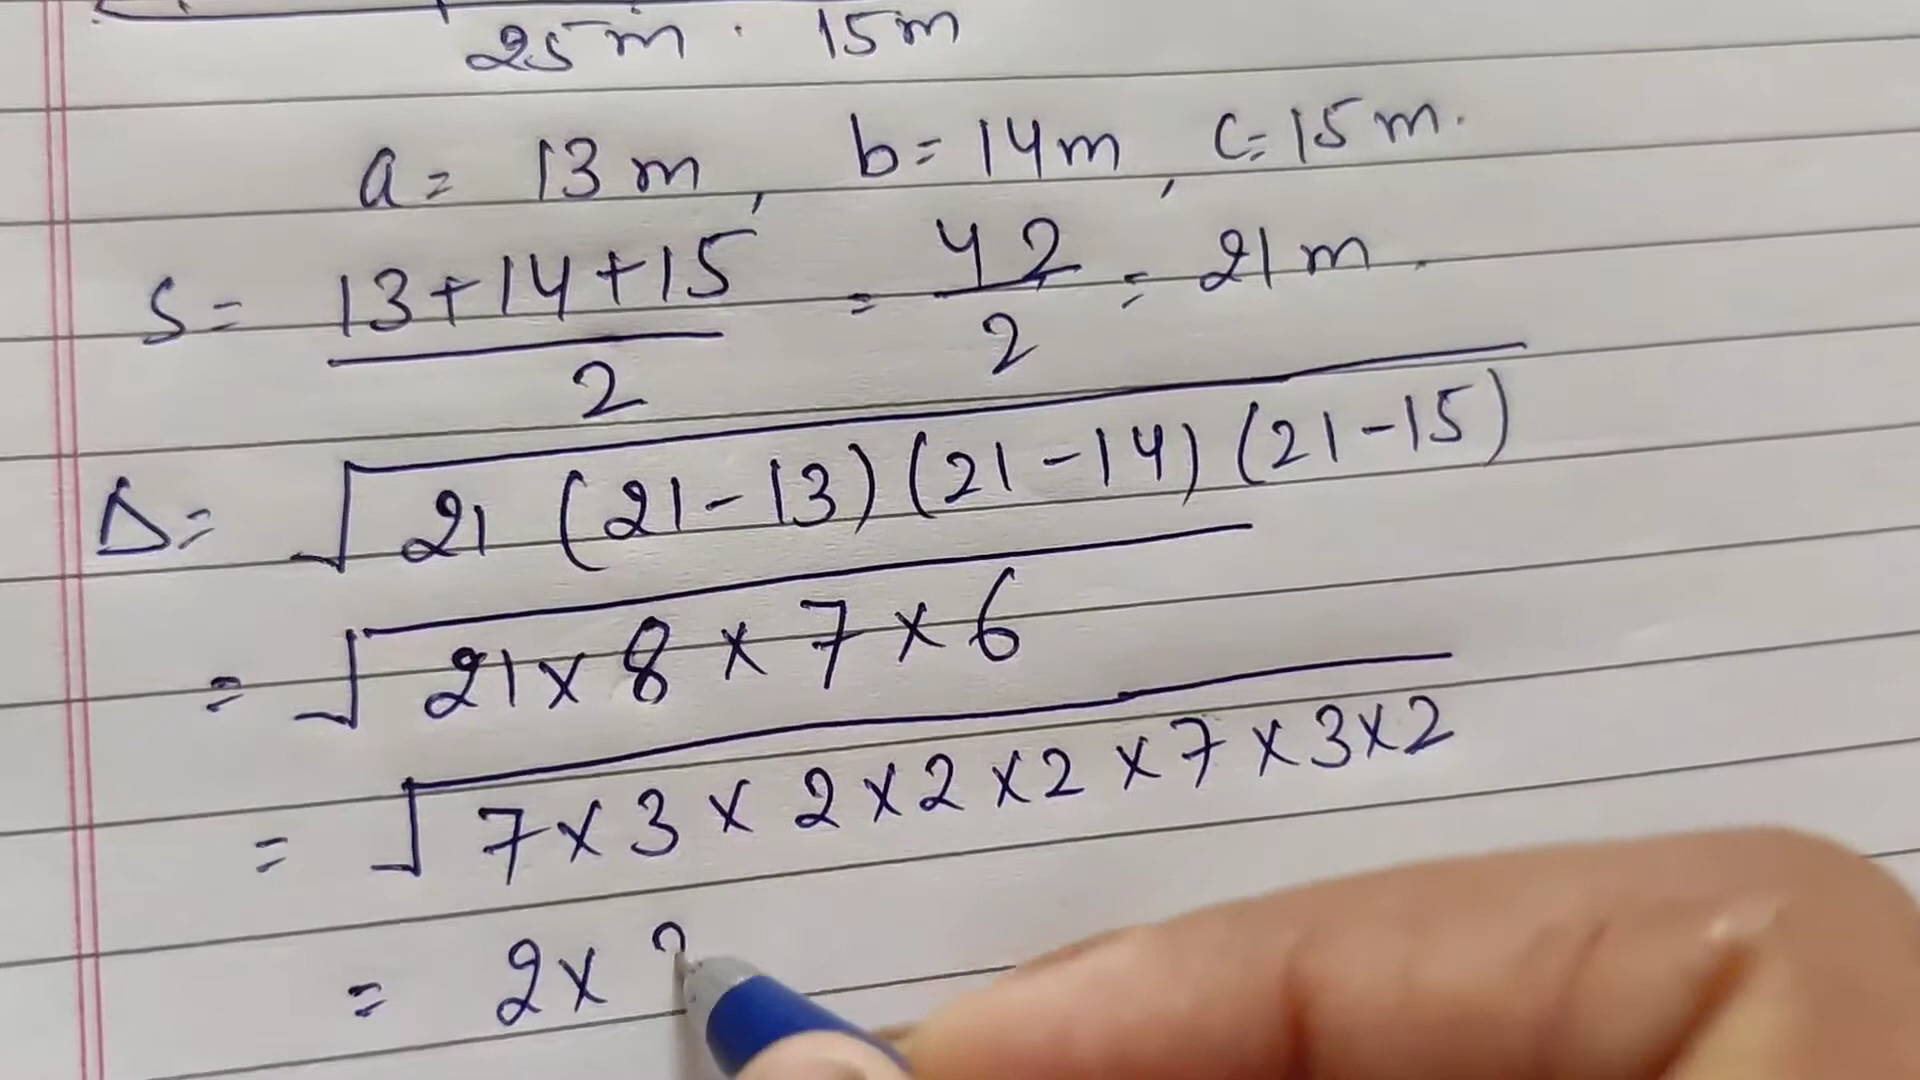 25m . 15m
a = 13 m, b = 14m, c = 15 m.
S = (13+14+15)/2 = 42/2 = 21 m.
Δ = √(21 (21-13) (21-14) (21-15))
= √(21 × 8 × 7 × 6)
= √(7 × 3 × 2 × 2 × 2 × 7 × 3 × 2)
= 2 ×